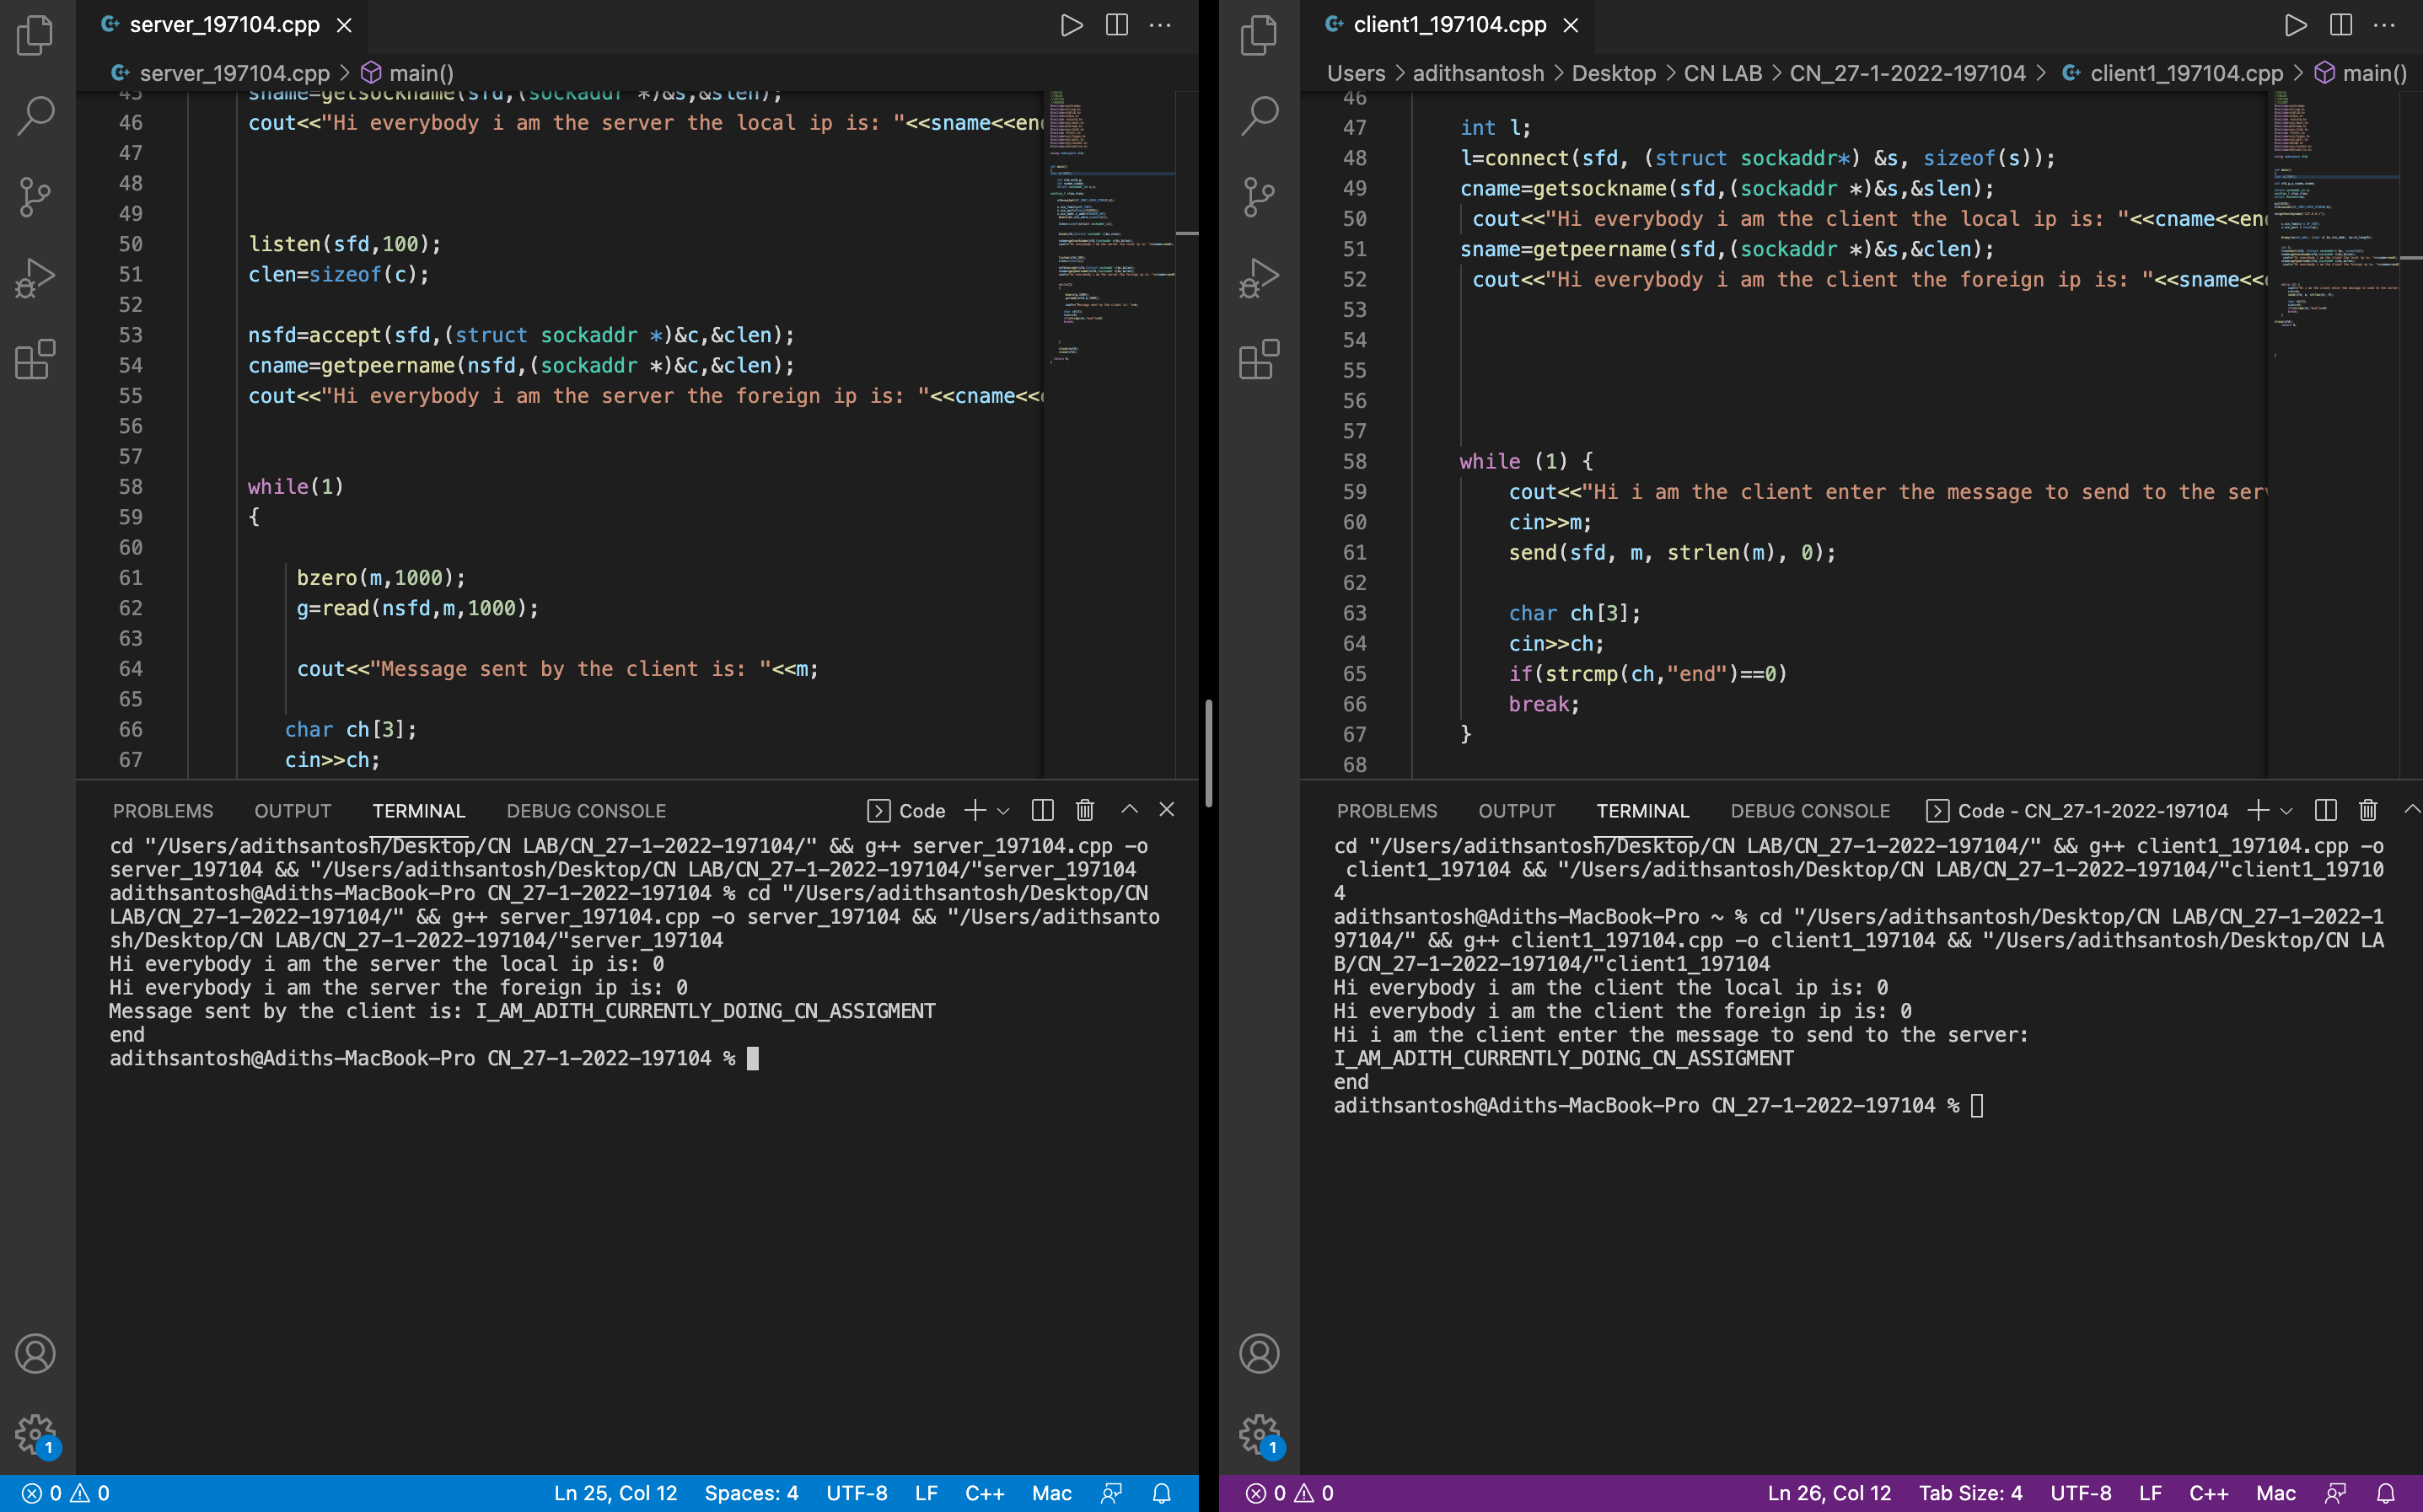 server_197104.cpp
server_197104.cpp > main()
45 sname=getsockname(sfd,(sockaddr *)&s,&slen);
46 cout<<"Hi everybody i am the server the local ip is: "<<sname<<en
47
48
49
50 listen(sfd,100);
51 clen=sizeof(c);
52
53 nsfd=accept(sfd,(struct sockaddr *)&c,&clen);
54 cname=getpeername(nsfd,(sockaddr *)&c,&clen);
55 cout<<"Hi everybody i am the server the foreign ip is: "<<cname<<
56
57
58 while(1)
59 {
60
61 bzero(m,1000);
62 g=read(nsfd,m,1000);
63
64 cout<<"Message sent by the client is: "<<m;
65
66 char ch[3];
67 cin>>ch;
PROBLEMS OUTPUT TERMINAL DEBUG CONSOLE Code
cd "/Users/adithsantosh/Desktop/CN LAB/CN_27-1-2022-197104/" && g++ server_197104.cpp -o
server_197104 && "/Users/adithsantosh/Desktop/CN LAB/CN_27-1-2022-197104/"server_197104
adithsantosh@Adiths-MacBook-Pro CN_27-1-2022-197104 % cd "/Users/adithsantosh/Desktop/CN
LAB/CN_27-1-2022-197104/" && g++ server_197104.cpp -o server_197104 && "/Users/adithsanto
sh/Desktop/CN LAB/CN_27-1-2022-197104/"server_197104
Hi everybody i am the server the local ip is: 0
Hi everybody i am the server the foreign ip is: 0
Message sent by the client is: I_AM_ADITH_CURRENTLY_DOING_CN_ASSIGMENT
end
adithsantosh@Adiths-MacBook-Pro CN_27-1-2022-197104 %
1
0 0 Ln 25, Col 12 Spaces: 4 UTF-8 LF C++ Mac
client1_197104.cpp
Users > adithsantosh > Desktop > CN LAB > CN_27-1-2022-197104 > client1_197104.cpp > main()
46
47 int l;
48 l=connect(sfd, (struct sockaddr*) &s, sizeof(s));
49 cname=getsockname(sfd,(sockaddr *)&s,&slen);
50 cout<<"Hi everybody i am the client the local ip is: "<<cname<<en
51 sname=getpeername(sfd,(sockaddr *)&s,&clen);
52 cout<<"Hi everybody i am the client the foreign ip is: "<<sname<<
53
54
55
56
57
58 while (1) {
59 cout<<"Hi i am the client enter the message to send to the ser
60 cin>>m;
61 send(sfd, m, strlen(m), 0);
62
63 char ch[3];
64 cin>>ch;
65 if(strcmp(ch,"end")==0)
66 break;
67 }
68
PROBLEMS OUTPUT TERMINAL DEBUG CONSOLE Code - CN_27-1-2022-197104
cd "/Users/adithsantosh/Desktop/CN LAB/CN_27-1-2022-197104/" && g++ client1_197104.cpp -o
client1_197104 && "/Users/adithsantosh/Desktop/CN LAB/CN_27-1-2022-197104/"client1_19710
4
adithsantosh@Adiths-MacBook-Pro ~ % cd "/Users/adithsantosh/Desktop/CN LAB/CN_27-1-2022-1
97104/" && g++ client1_197104.cpp -o client1_197104 && "/Users/adithsantosh/Desktop/CN LA
B/CN_27-1-2022-197104/"client1_197104
Hi everybody i am the client the local ip is: 0
Hi everybody i am the client the foreign ip is: 0
Hi i am the client enter the message to send to the server:
I_AM_ADITH_CURRENTLY_DOING_CN_ASSIGMENT
end
adithsantosh@Adiths-MacBook-Pro CN_27-1-2022-197104 %
1
0 0 Ln 26, Col 12 Tab Size: 4 UTF-8 LF C++ Mac